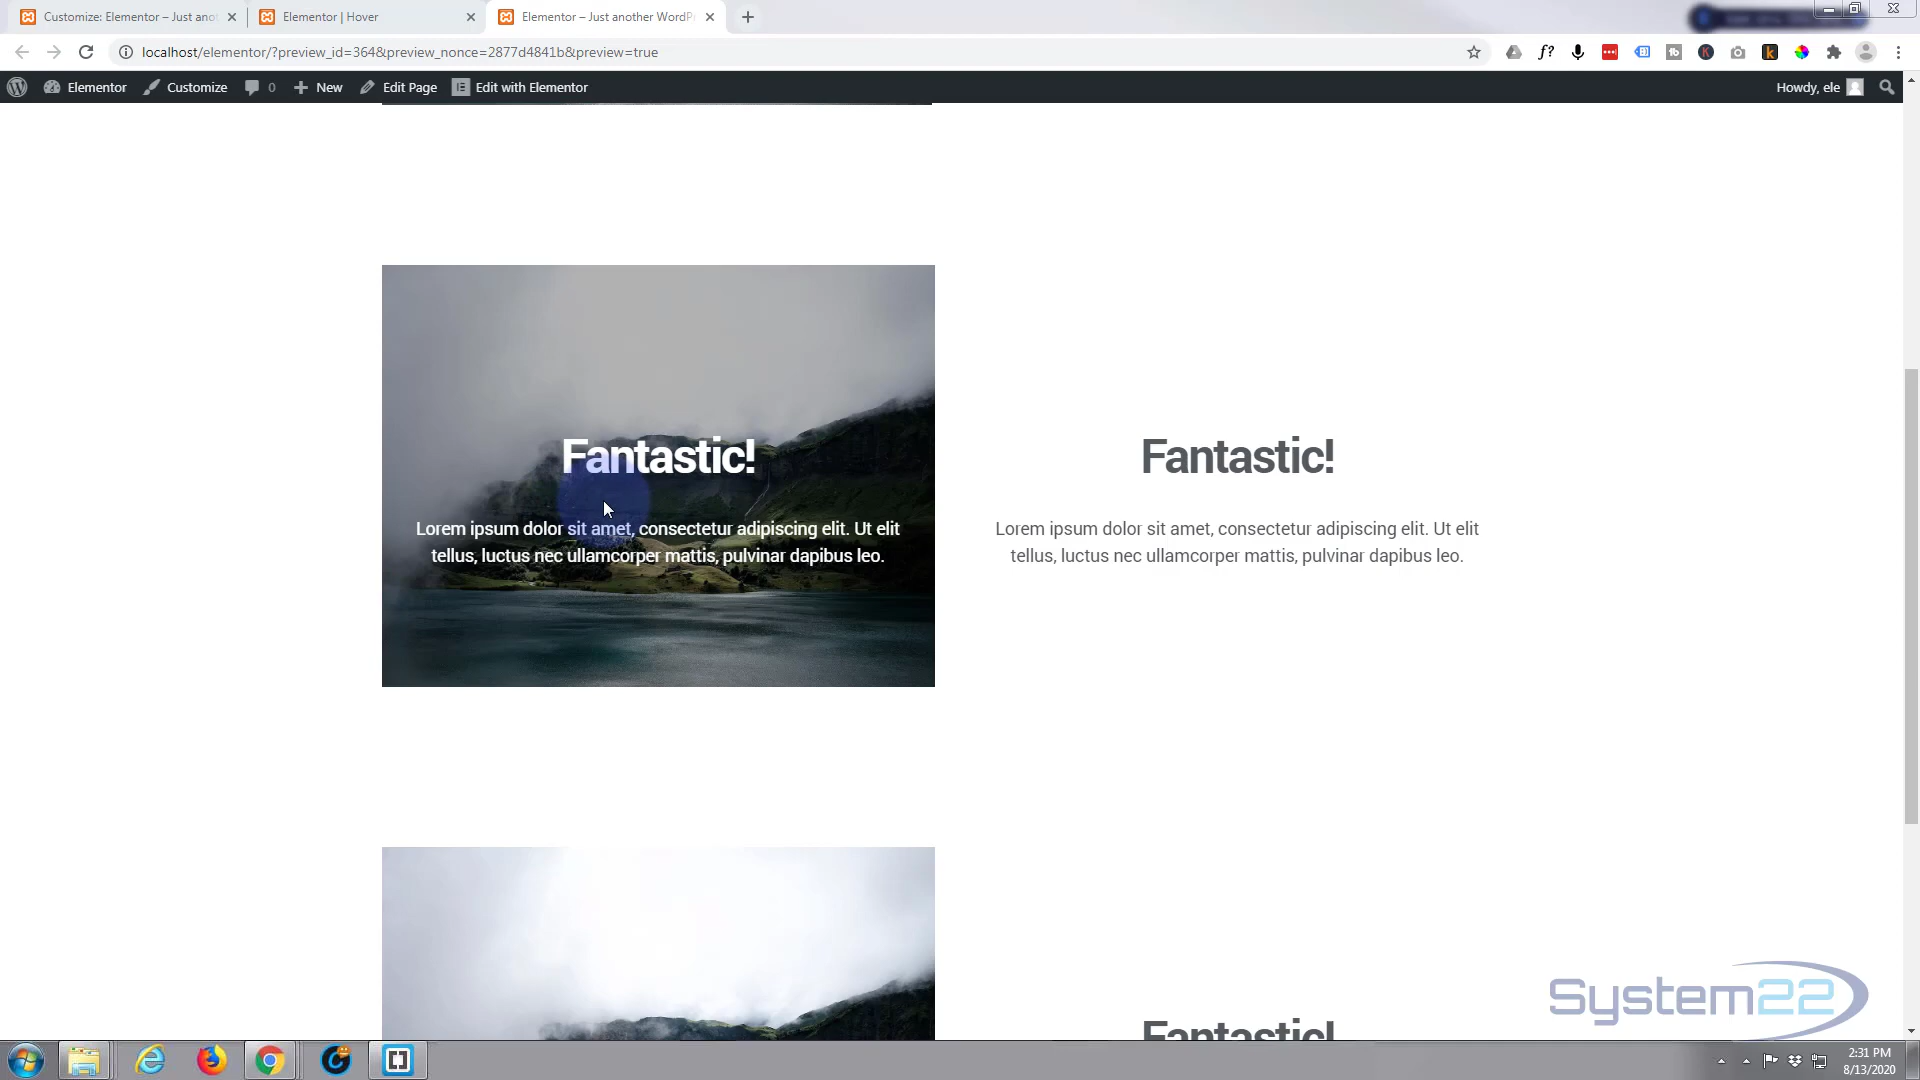 Customize: Elementor – Just anot
Elementor | Hover
Elementor – Just another WordPr
localhost/elementor/?preview_id=364&preview_nonce=2877d4841b&preview=true
Elementor
Customize
0
New
Edit Page
Edit with Elementor
Howdy, ele
Fantastic!
Lorem ipsum dolor sit amet, consectetur adipiscing elit. Ut elit
tellus, luctus nec ullamcorper mattis, pulvinar dapibus leo.
Fantastic!
Lorem ipsum dolor sit amet, consectetur adipiscing elit. Ut elit
tellus, luctus nec ullamcorper mattis, pulvinar dapibus leo.
Fantastic!
System22
2:31 PM
8/13/2020